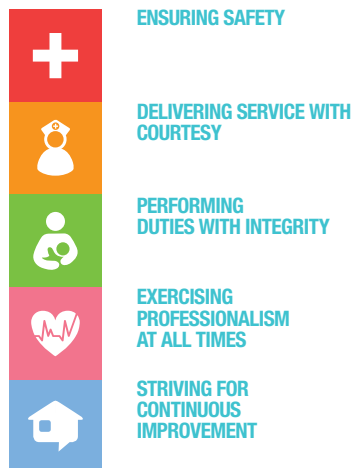 ENSURING SAFETY
DELIVERING SERVICE WITH
COURTESY
PERFORMING
DUTIES WITH INTEGRITY
EXERCISING
PROFESSIONALISM
AT ALL TIMES
STRIVING FOR
CONTINUOUS
IMPROVEMENT